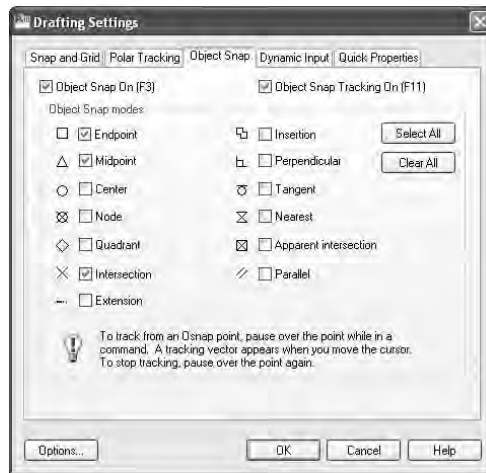 Drafting Settings
Snap and Grid Polar Tracking Object Snap Dynamic Input Quick Properties
Object Snap On (F3) Object Snap Tracking On (F11)
Object Snap modes
Endpoint Insertion Select All
Midpoint Perpendicular Clear All
Center Tangent
Node Nearest
Quadrant Apparent intersection
Intersection Parallel
Extension
To track from an Osnap point, pause over the point while in a
command. A tracking vector appears when you move the cursor.
To stop tracking, pause over the point again.
Options... OK Cancel Help